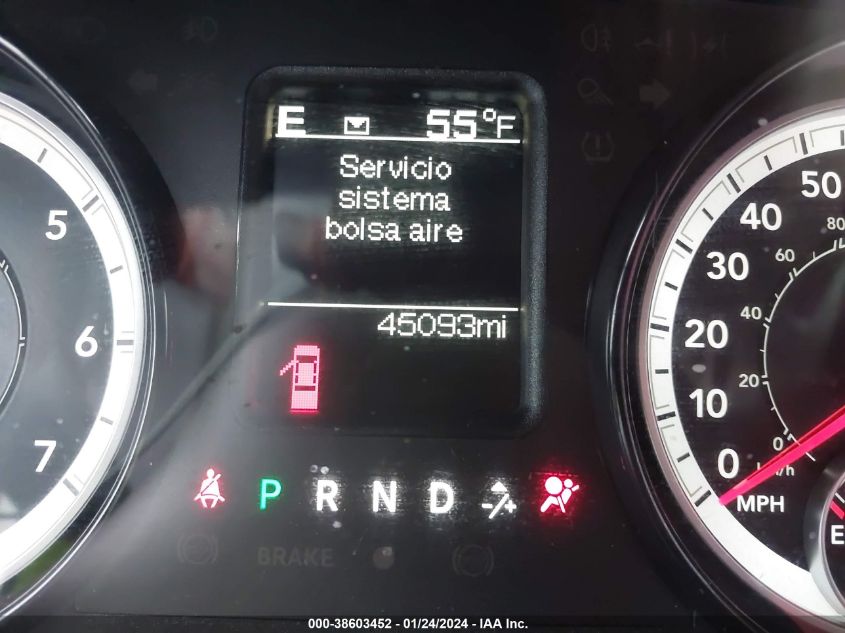 E 55°F
Servicio
sistema
bolsa aire
45093mi
5
6
7
50
40
30
20
10
0
MPH
80
60
40
20
0
km/h
P R N D -/+
BRAKE
E
000-38603452 - 01/24/2024 - IAA Inc.